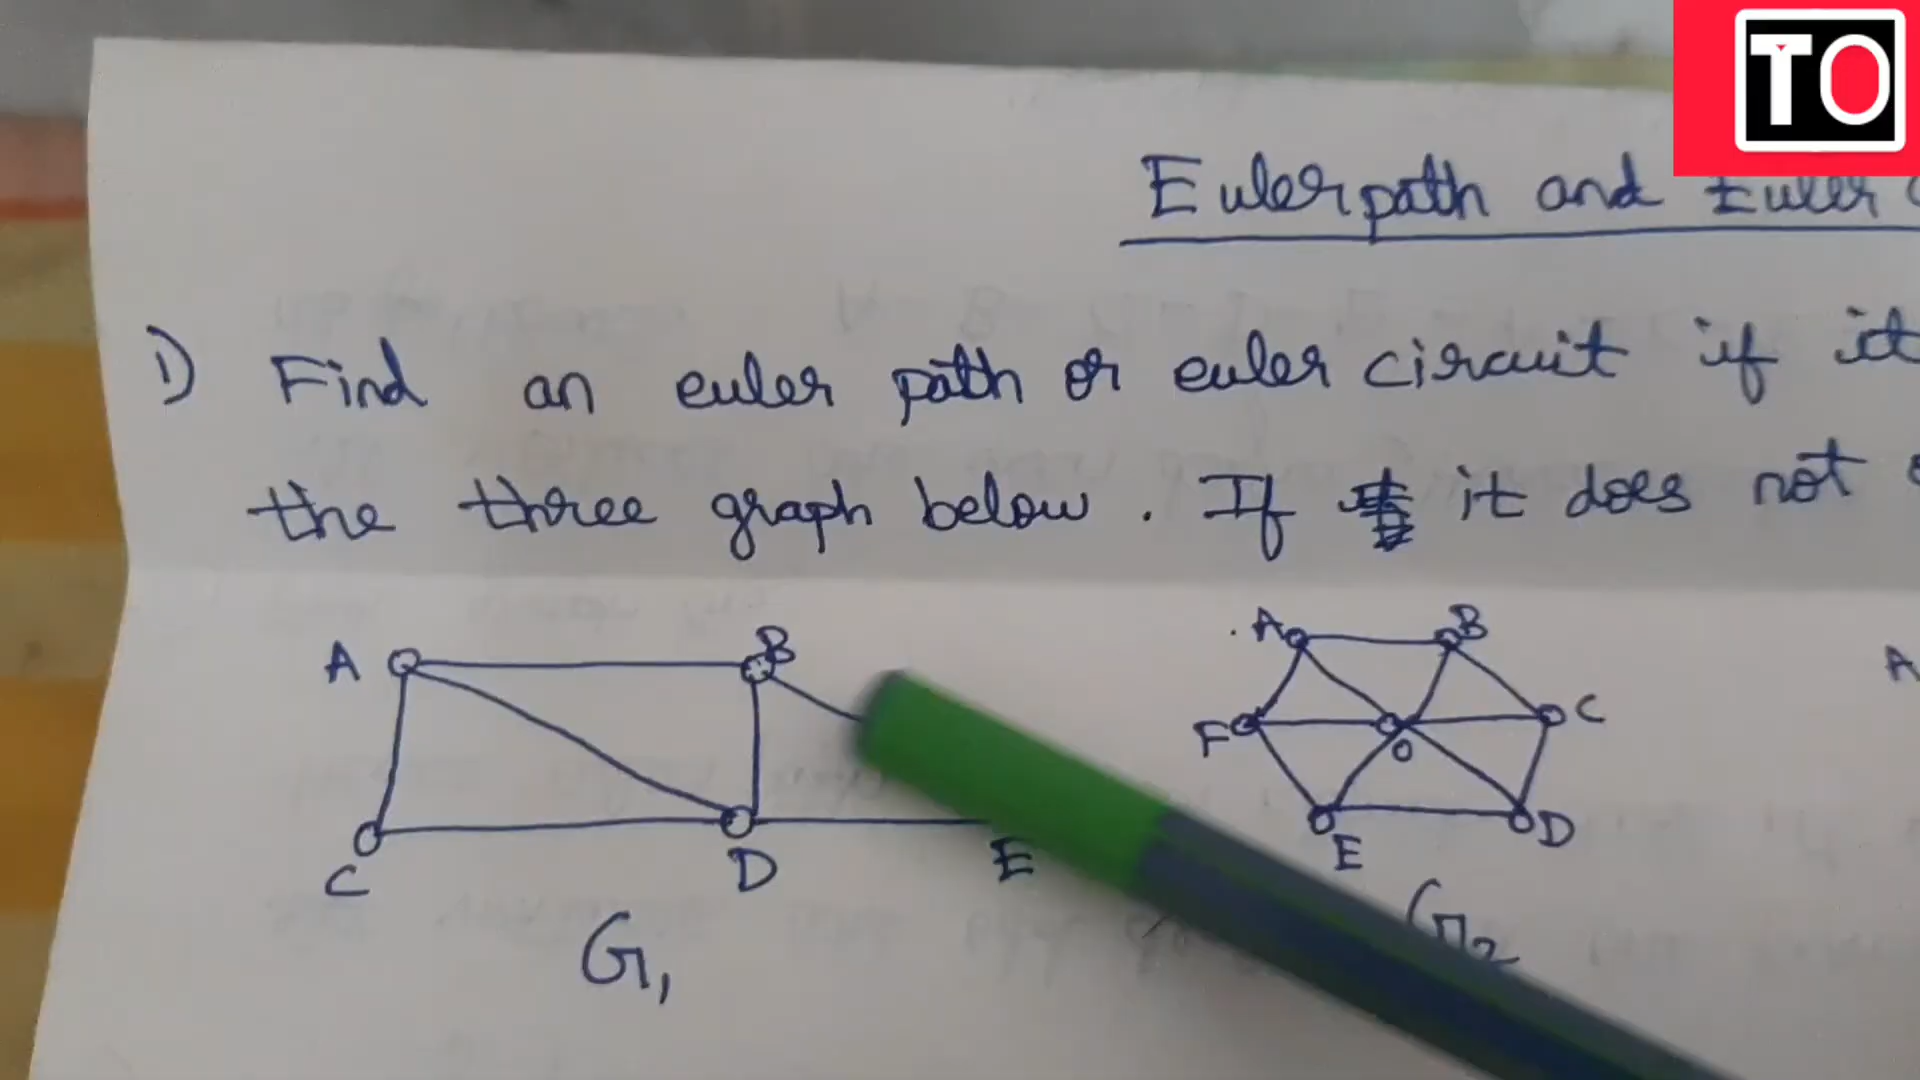 TO
Euler path and Euler
1) Find an euler path or euler circuit if it
the three graph below. If it does not
A B A B A
F O C
C D E E D
G1 G2